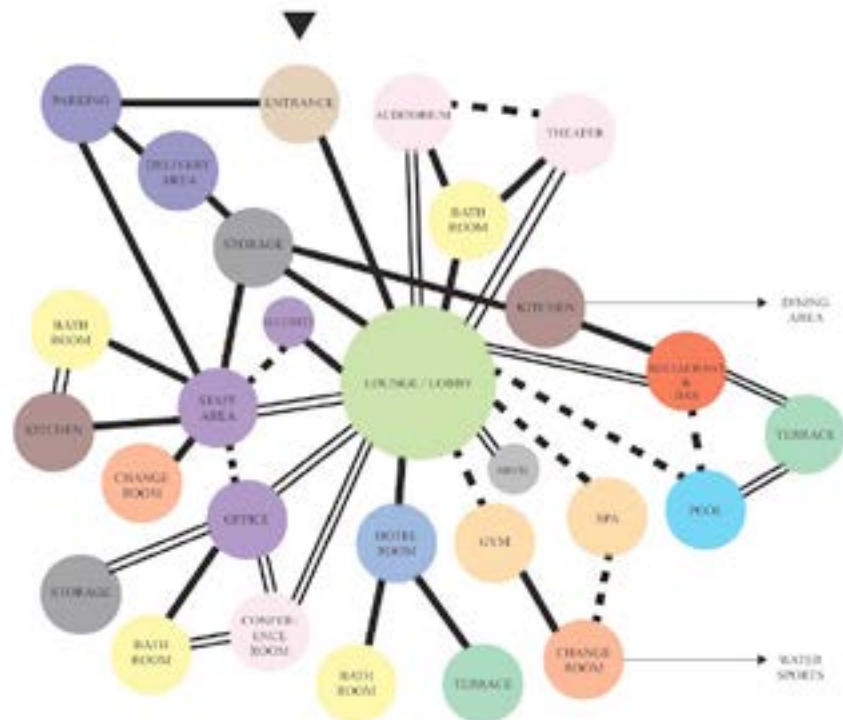 PARKING
ENTRANCE
AUDITORIUM
THEATER
DELIVERY
AREA
BATH
ROOM
STORAGE
KITCHEN
DINING
AREA
BATH
ROOM
LOUNGE / LOBBY
RESTAURANT
&
BAR
STAFF
AREA
KITCHEN
TERRACE
CHANGE
ROOM
OFFICE
HOTEL
ROOM
GYM
SPA
POOL
STORAGE
CONFER-
ENCE
ROOM
BATH
ROOM
BATH
ROOM
TERRACE
CHANGE
ROOM
WATER
SPORTS